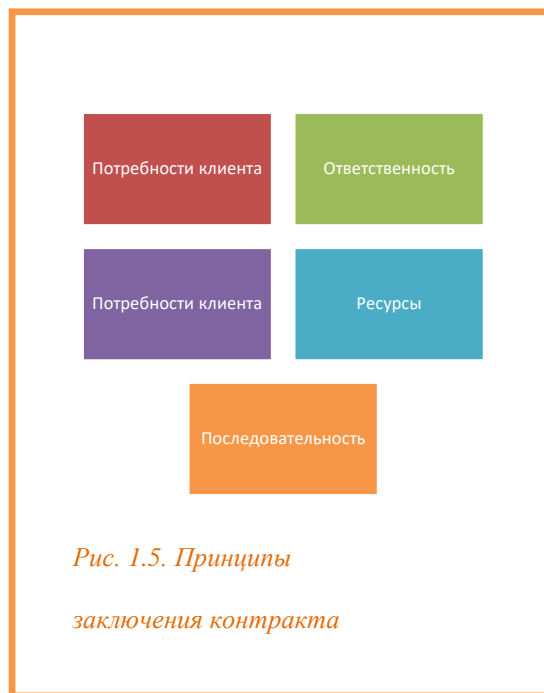 Потребности клиента
Ответственность
Потребности клиента
Ресурсы
Последовательность
Рис. 1.5. Принципы
заключения контракта